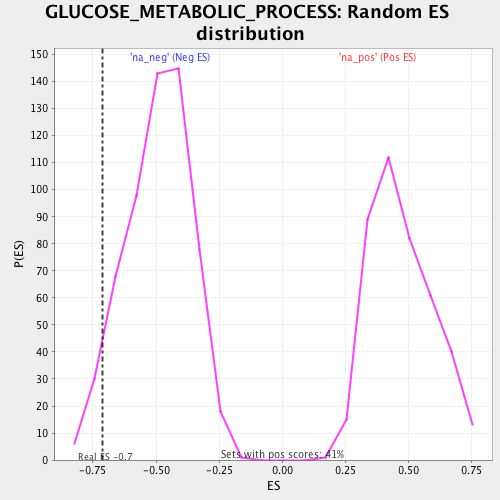 GLUCOSE_METABOLIC_PROCESS: Random ES
distribution
'na_neg' (Neg ES)
'na_pos' (Pos ES)
150
140
130
120
110
100
90
80
70
60
50
40
30
20
10
0
P(ES)
Real ES -0.7
Sets with pos scores: 41%
-0.75 -0.50 -0.25 0.00 0.25 0.50 0.75
ES